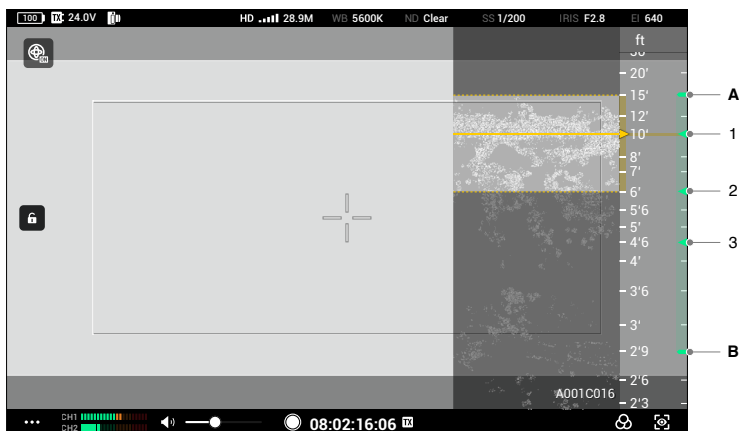 100 TX: 24.0V HD 28.9M WB 5600K ND Clear SS 1/200 IRIS F2.8 EI 640
ft
20'
15' A
12'
10' 1
8'
7'
6' 2
5'6
5'
4'6 3
4'
3'6
3'
2'9 B
2'6
A001C016
2'3
CH1
CH2
08:02:16:06 TX